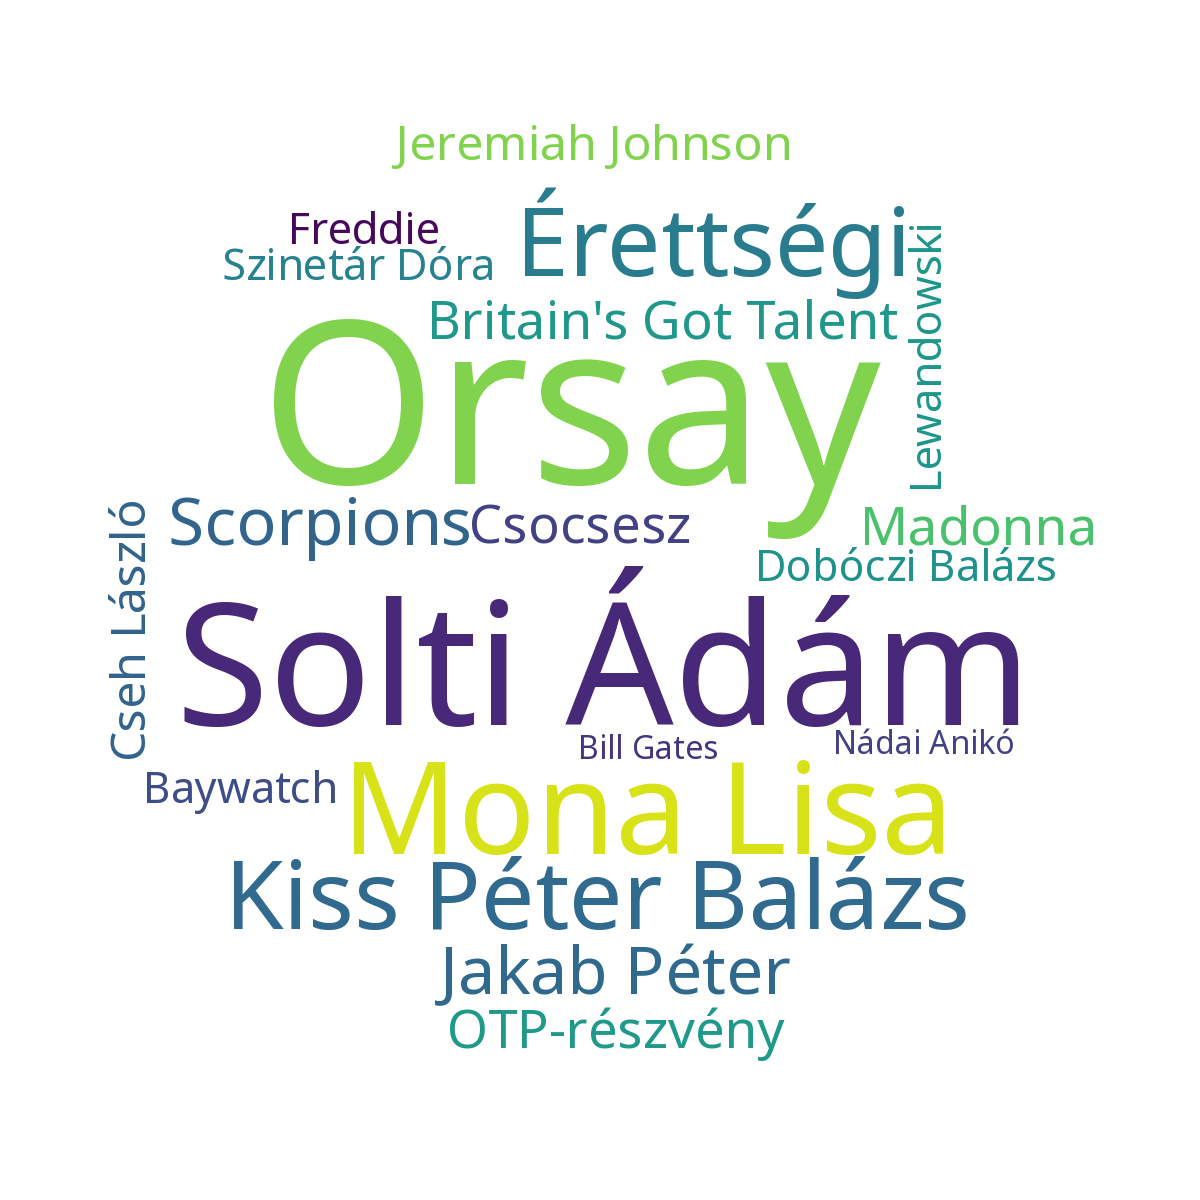 Jeremiah Johnson
Freddie
Érettségi
Szinetár Dóra
Lewandowski
Britain's Got Talent
Orsay
Scorpions
Csocsesz
Madonna
Dobóczi Balázs
Cseh László
Solti Ádám
Bill Gates
Nádai Anikó
Baywatch
Mona Lisa
Kiss Péter Balázs
Jakab Péter
OTP-részvény